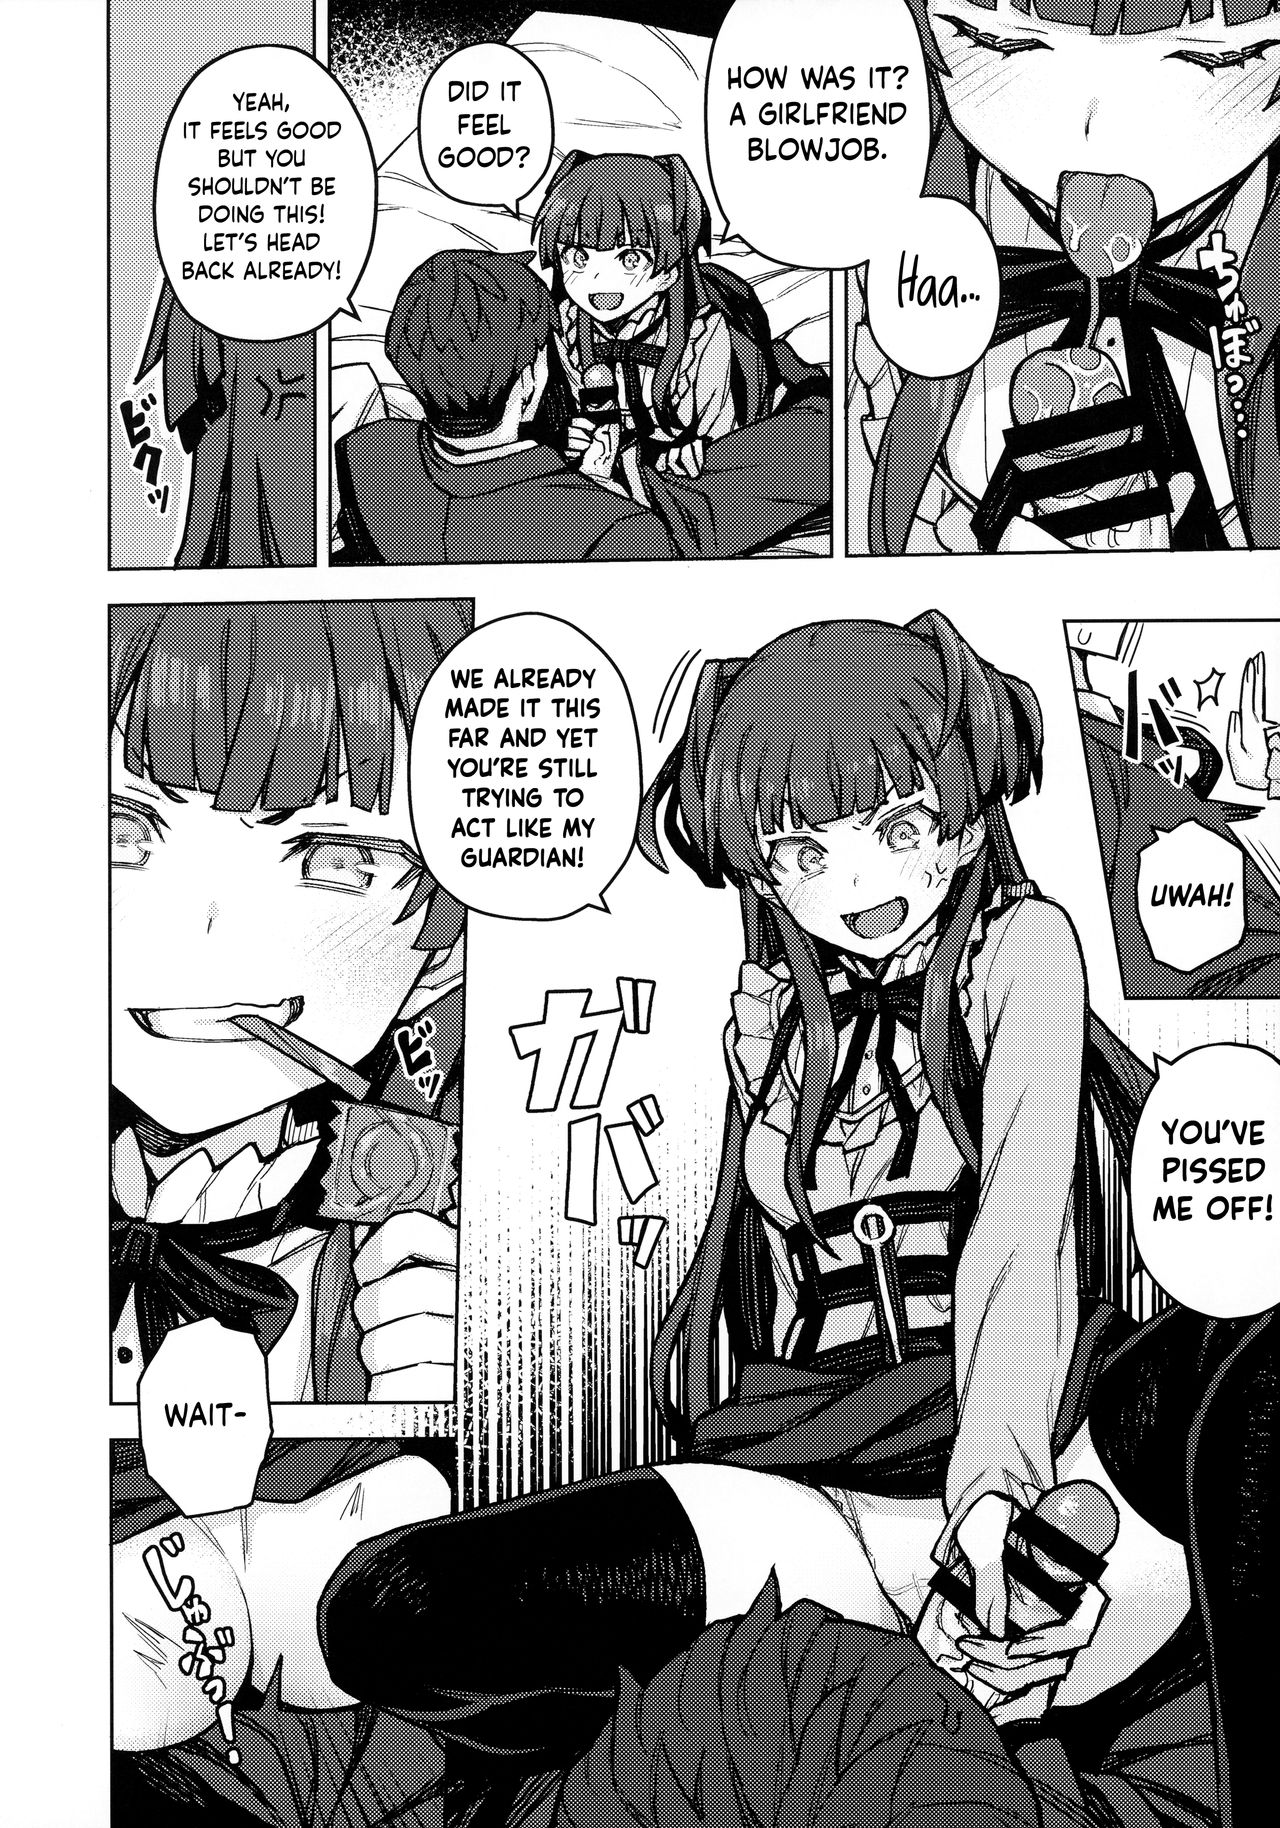 HOW WAS IT?
A GIRLFRIEND
BLOWJOB.
Haa...
ちゅぽっ…
DID IT
FEEL
GOOD?
YEAH,
IT FEELS GOOD
BUT YOU
SHOULDN'T BE
DOING THIS!
LET'S HEAD
BACK ALREADY!
ビクッ
UWAH!
YOU'VE
PISSED
ME OFF!
ガバッ!
WE ALREADY
MADE IT THIS
FAR AND YET
YOU'RE STILL
TRYING TO
ACT LIKE MY
GUARDIAN!
ビッ
WAIT-